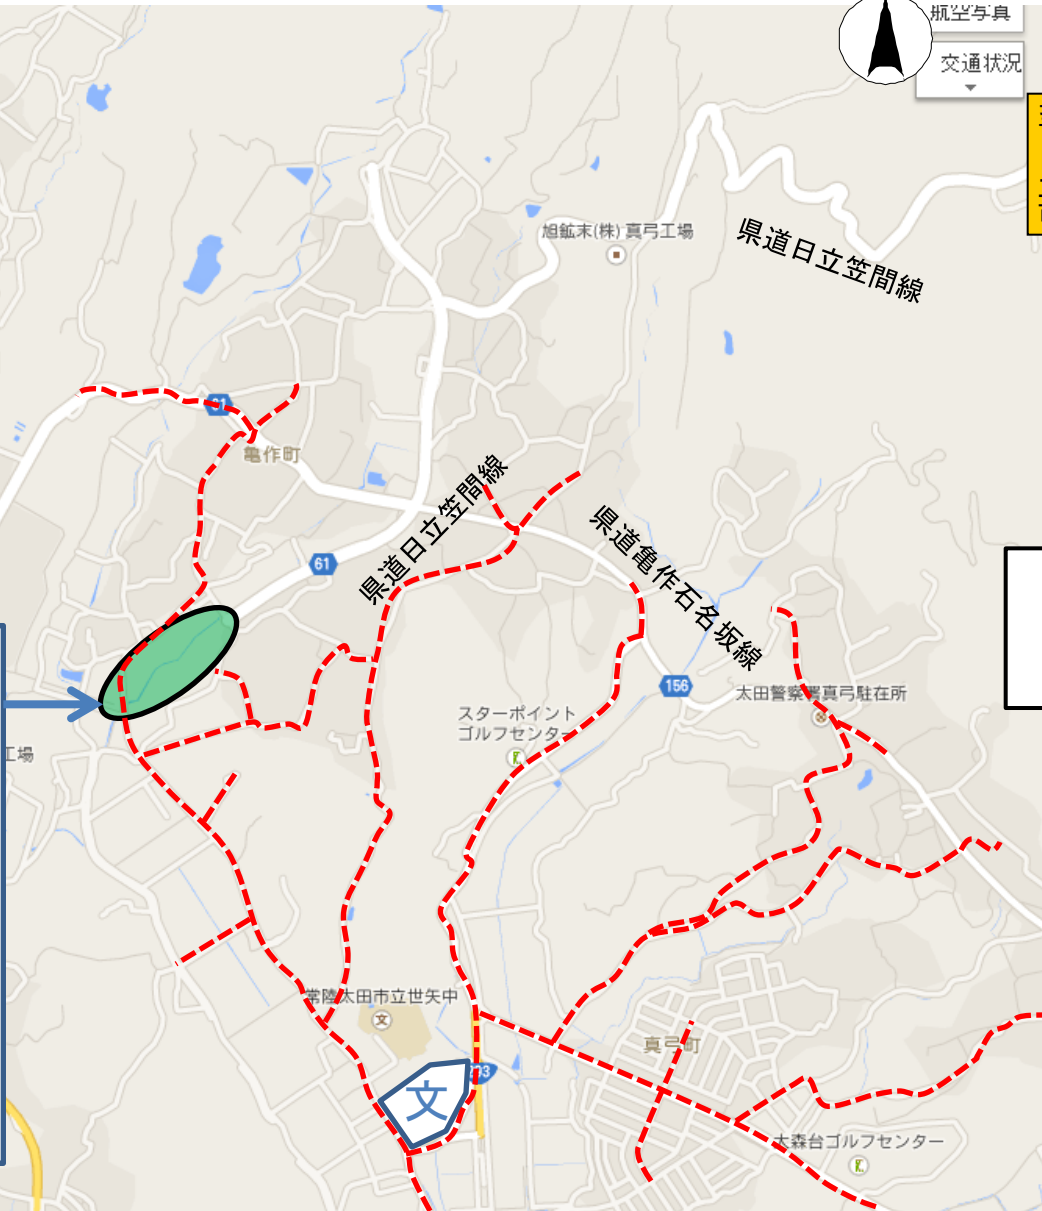 航空写真
交通状況
旭鉱末(株)真弓工場
県道日立笠間線
61
亀作町
県道日立笠間線
県道亀作石名坂線
61
156
太田警察署真弓駐在所
スターポイント
ゴルフセンター
工場
常陸太田市立世矢中
文
真弓町
文
大森台ゴルフセンター